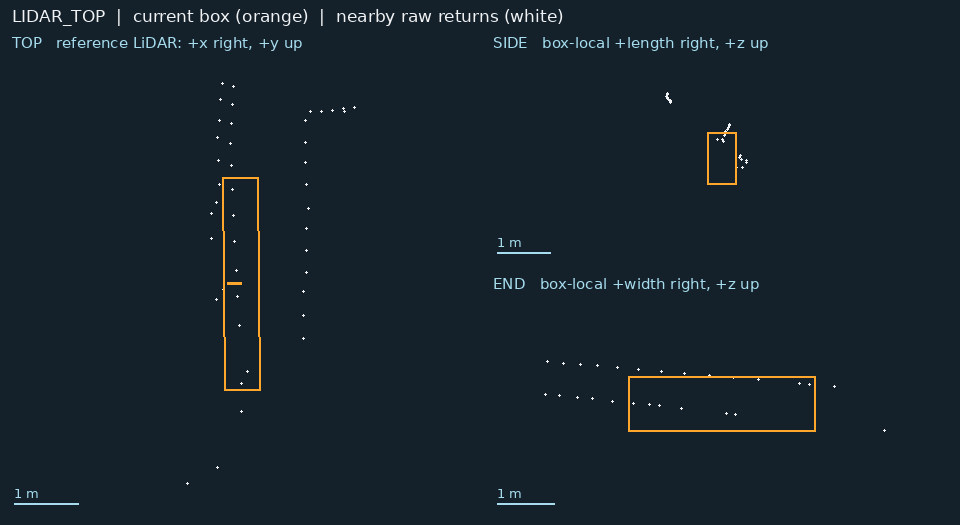 LIDAR_TOP | current box (orange) | nearby raw returns (white)
TOP reference LiDAR: +x right, +y up
SIDE box-local +length right, +z up
1 m
END box-local +width right, +z up
1 m
1 m